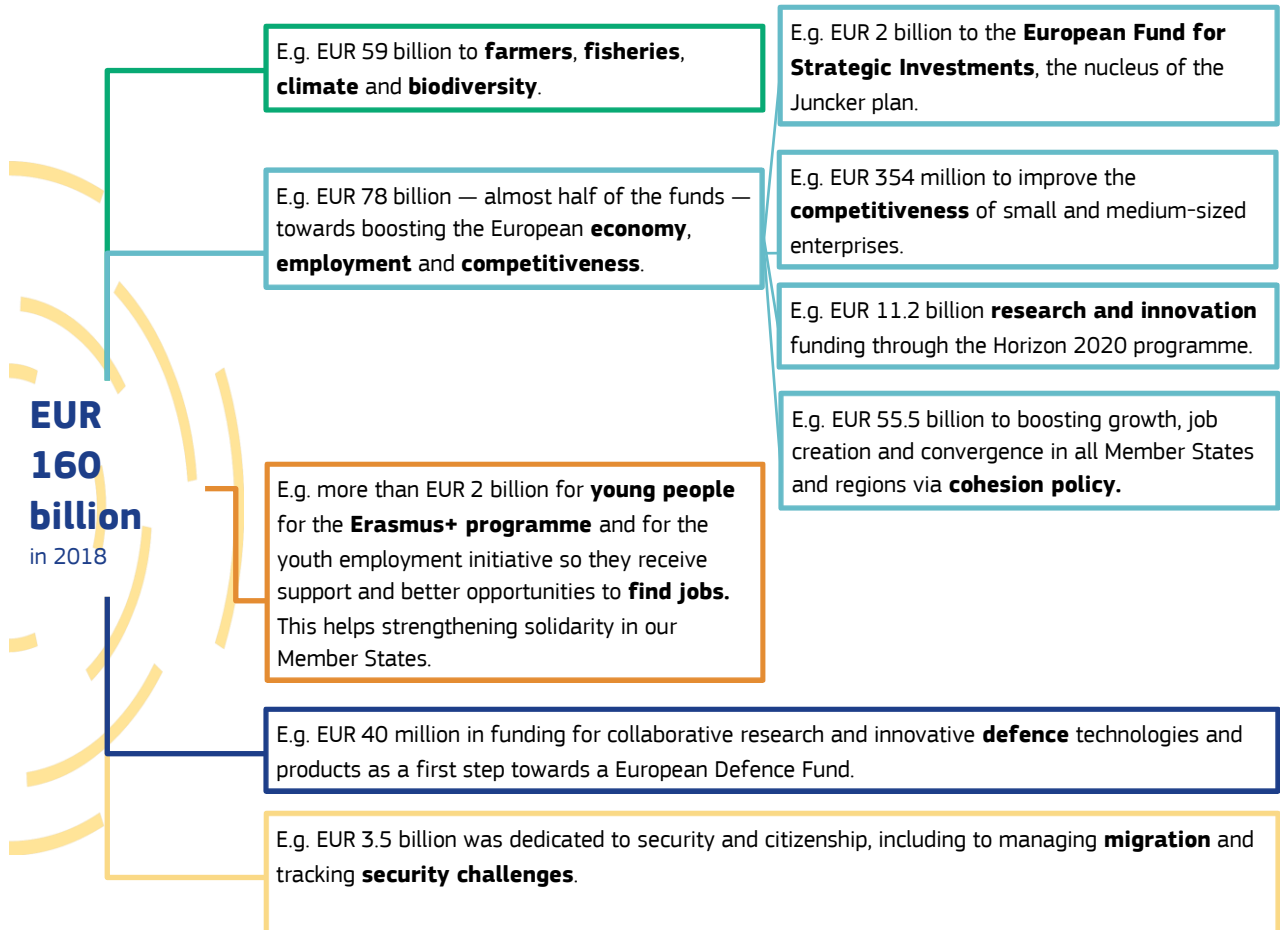 E.g. EUR 59 billion to farmers, fisheries,
climate and biodiversity.
E.g. EUR 78 billion — almost half of the funds —
towards boosting the European economy,
employment and competitiveness.
E.g. EUR 2 billion to the European Fund for
Strategic Investments, the nucleus of the
Juncker plan.
E.g. EUR 354 million to improve the
competitiveness of small and medium-sized
enterprises.
E.g. EUR 11.2 billion research and innovation
funding through the Horizon 2020 programme.
E.g. EUR 55.5 billion to boosting growth, job
creation and convergence in all Member States
and regions via cohesion policy.
EUR
160
billion
in 2018
E.g. more than EUR 2 billion for young people
for the Erasmus+ programme and for the
youth employment initiative so they receive
support and better opportunities to find jobs.
This helps strengthening solidarity in our
Member States.
E.g. EUR 40 million in funding for collaborative research and innovative defence technologies and
products as a first step towards a European Defence Fund.
E.g. EUR 3.5 billion was dedicated to security and citizenship, including to managing migration and
tracking security challenges.